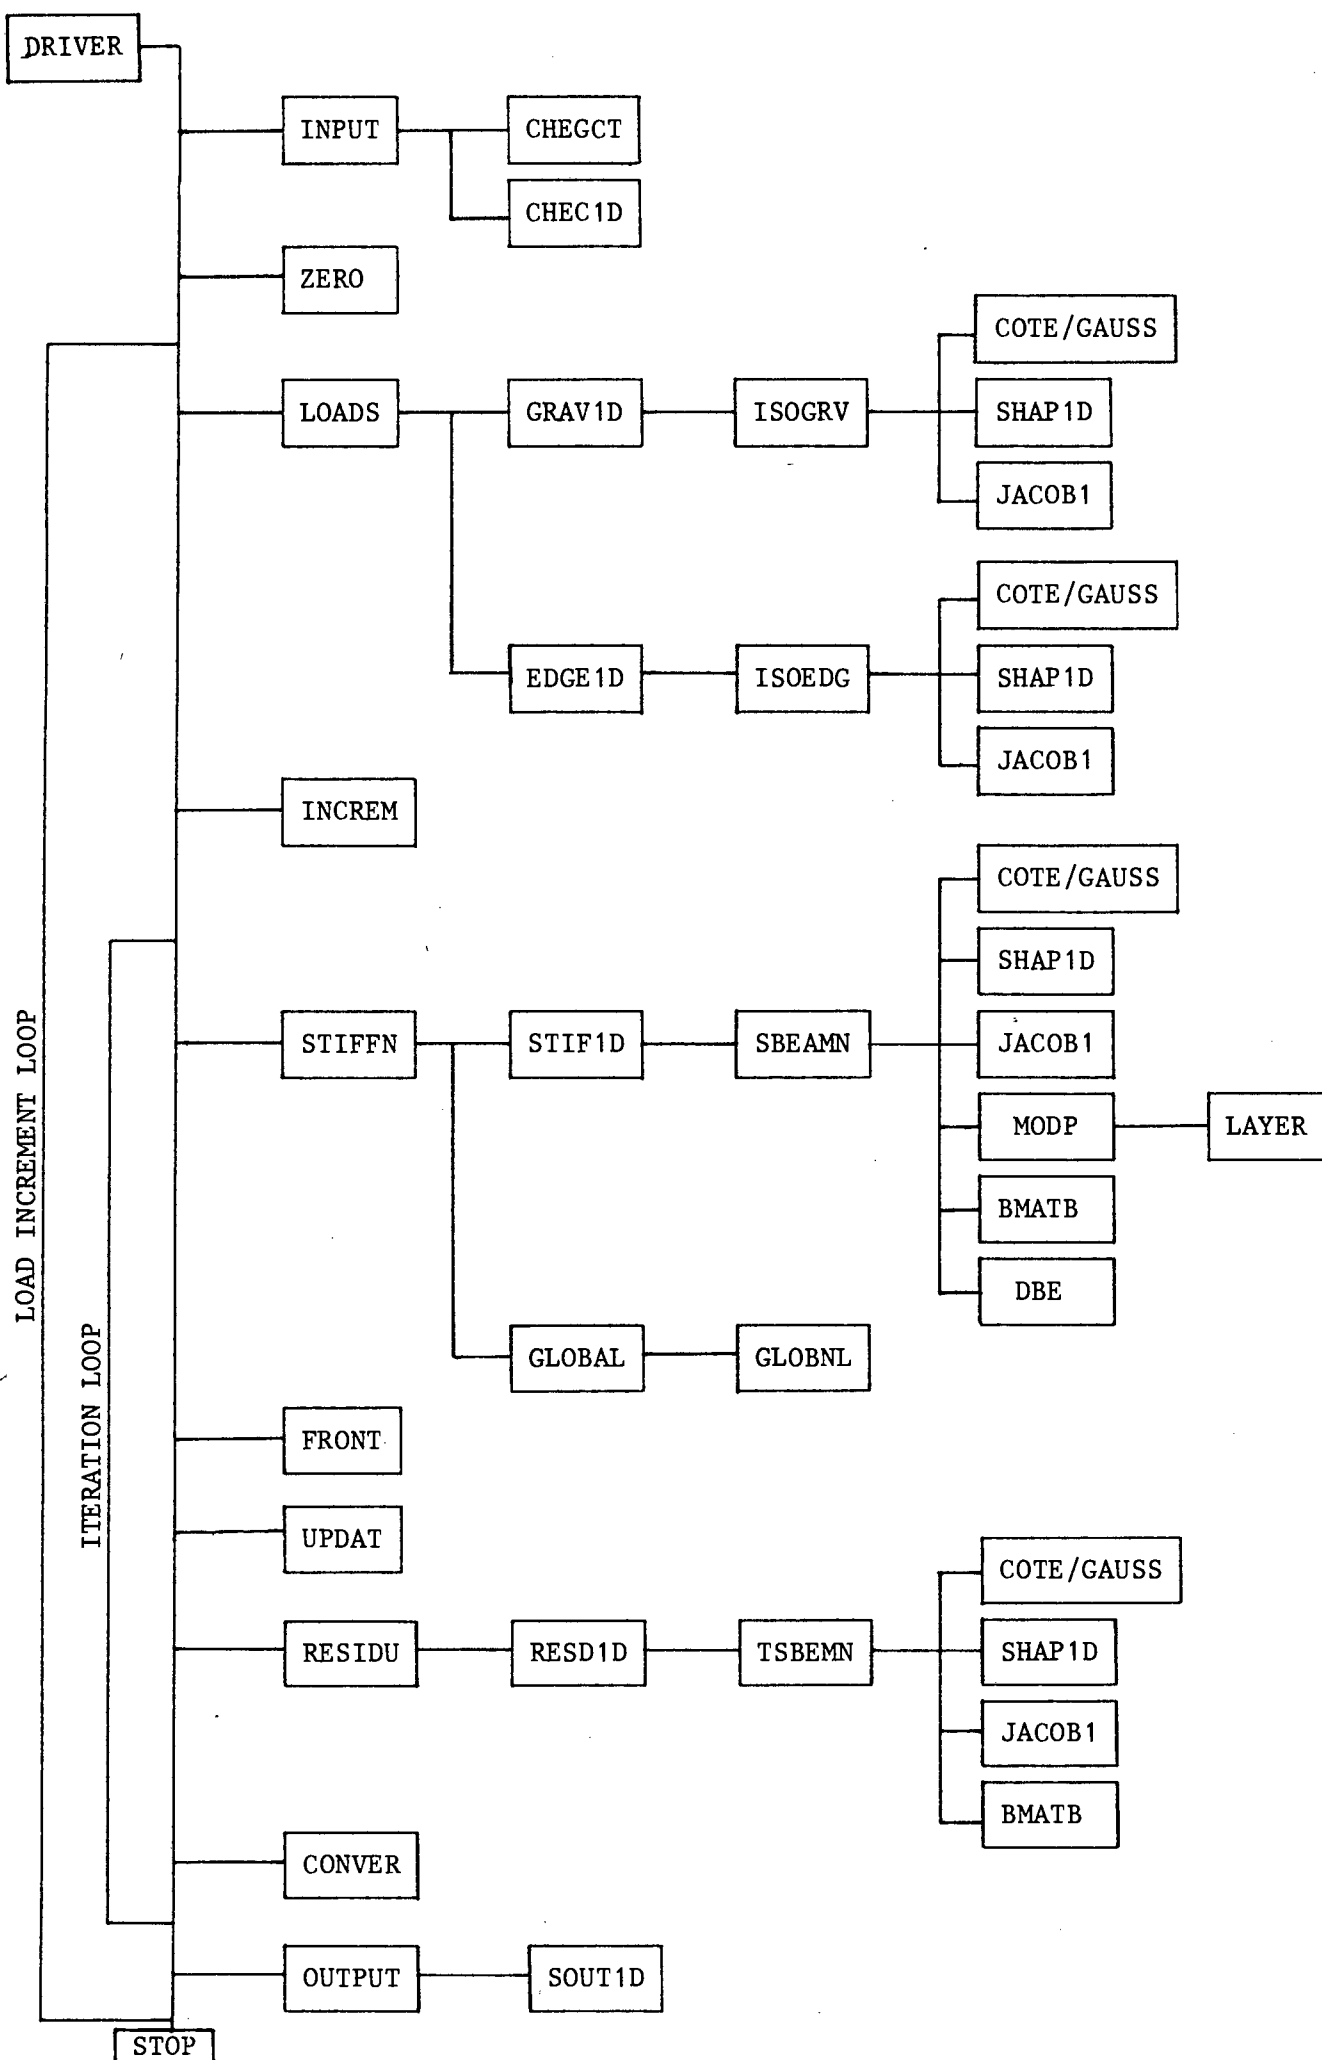 DRIVER
INPUT
CHEGCT
CHEC1D
ZERO
COTE/GAUSS
LOADS
GRAV1D
ISOGRV
SHAP1D
JACOB1
COTE/GAUSS
EDGE1D
ISOEDG
SHAP1D
JACOB1
INCREM
COTE/GAUSS
SHAP1D
STIFFN
STIF1D
SBEAMN
JACOB1
MODP
LAYER
BMATB
DBE
LOAD INCREMENT LOOP
GLOBAL
GLOBNL
ITERATION LOOP
FRONT
UPDAT
COTE/GAUSS
RESIDU
RESD1D
TSBEMN
SHAP1D
JACOB1
BMATB
CONVER
OUTPUT
SOUT1D
STOP